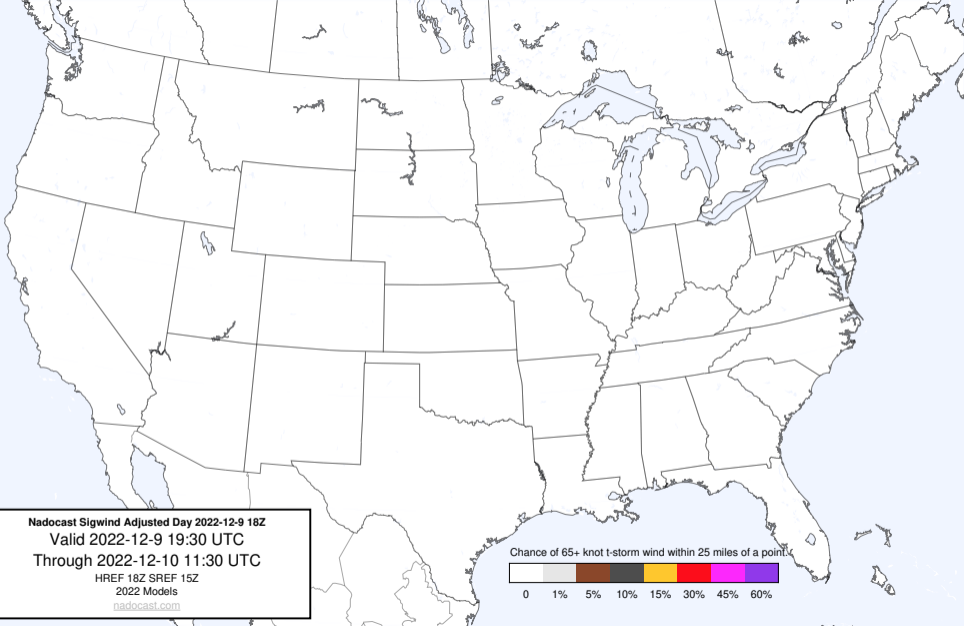 Nadocast Sigwind Adjusted Day 2022-12-9 18Z
Valid 2022-12-9 19:30 UTC
Through 2022-12-10 11:30 UTC
HREF 18Z SREF 15Z
2022 Models
nadocast.com
Chance of 65+ knot t-storm wind within 25 miles of a point.
0 1% 5% 10% 15% 30% 45% 60%